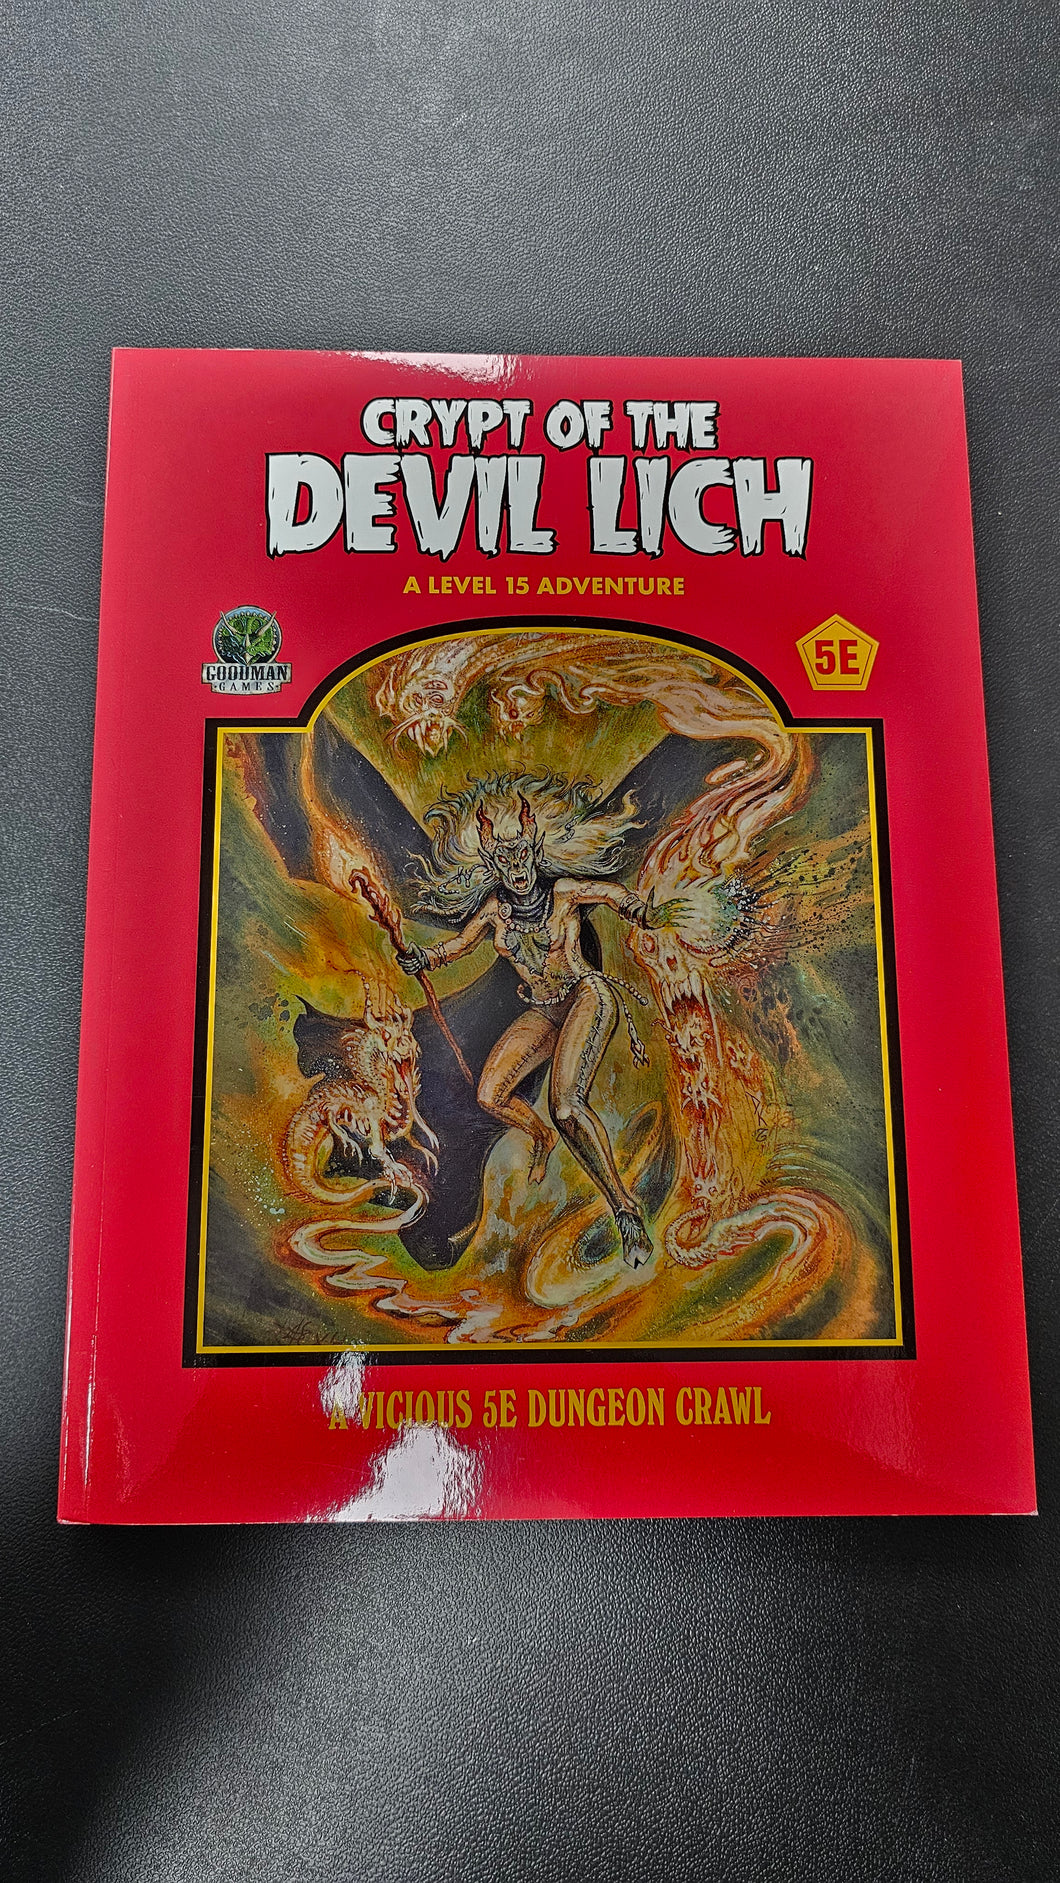 CRYPT OF THE
DEVIL LICH
A LEVEL 15 ADVENTURE
GOODMAN
GAMES
5E
A VICIOUS 5E DUNGEON CRAWL